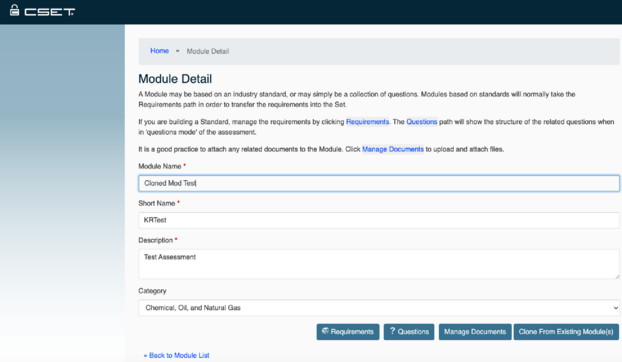 CSET
Home Module Detail
Module Detail
A Module may be based on an industry standard, or may simply be a collection of questions. Modules based on standards will normally take the
Requirements path in order to transfer the requirements into the Set.
If you are building a Standard, manage the requirements by clicking Requirements. The Questions path will show the structure of the related questions when
in 'questions mode' of the assessment.
It is a good practice to attach any related documents to the Module. Click Manage Documents to upload and attach files.
Module Name *
Cloned Mod Test
Short Name *
KRTest
Description *
Test Assessment
Category
Chemical, Oil, and Natural Gas
Requirements ? Questions Manage Documents Clone From Existing Module(s)
« Back to Module List